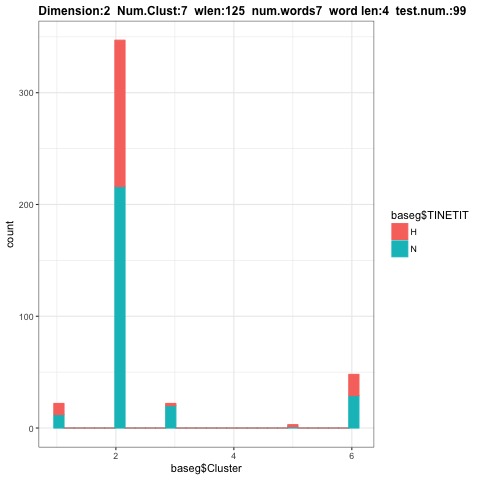 Dimension:2 Num.Clust:7 wlen:125 num.words7 word len:4 test.num.:99
300
200
100
0
count
2 4 6
baseg$Cluster
baseg$TINETIT
H
N